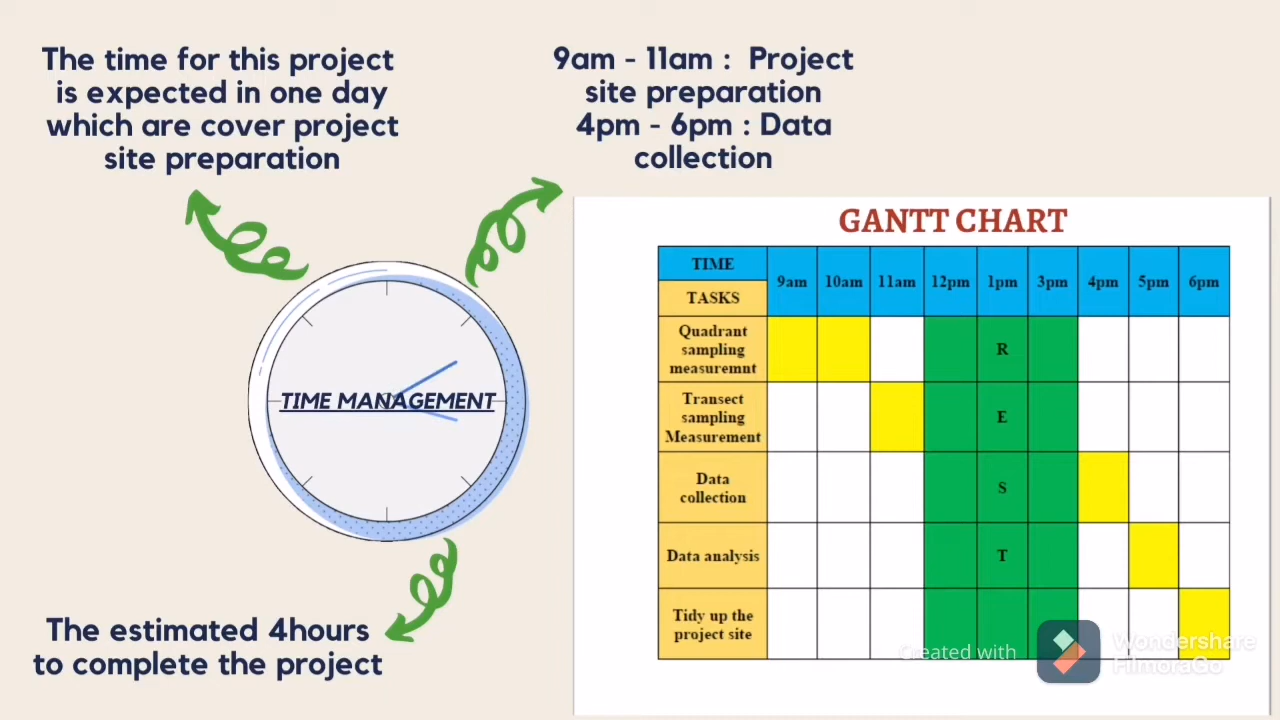 The time for this project
is expected in one day
which are cover project
site preparation
9am - 11am : Project
site preparation
4pm - 6pm : Data
collection
TIME MANAGEMENT
The estimated 4hours
to complete the project
GANTT CHART
TIME
TASKS
9am 10am 11am 12pm 1pm 3pm 4pm 5pm 6pm
Quadrant
sampling
measuremnt
R
Transect
sampling
Measurement
E
Data
collection
S
Data analysis
T
Tidy up the
project site
Created with
Wondershare
FilmoraGo